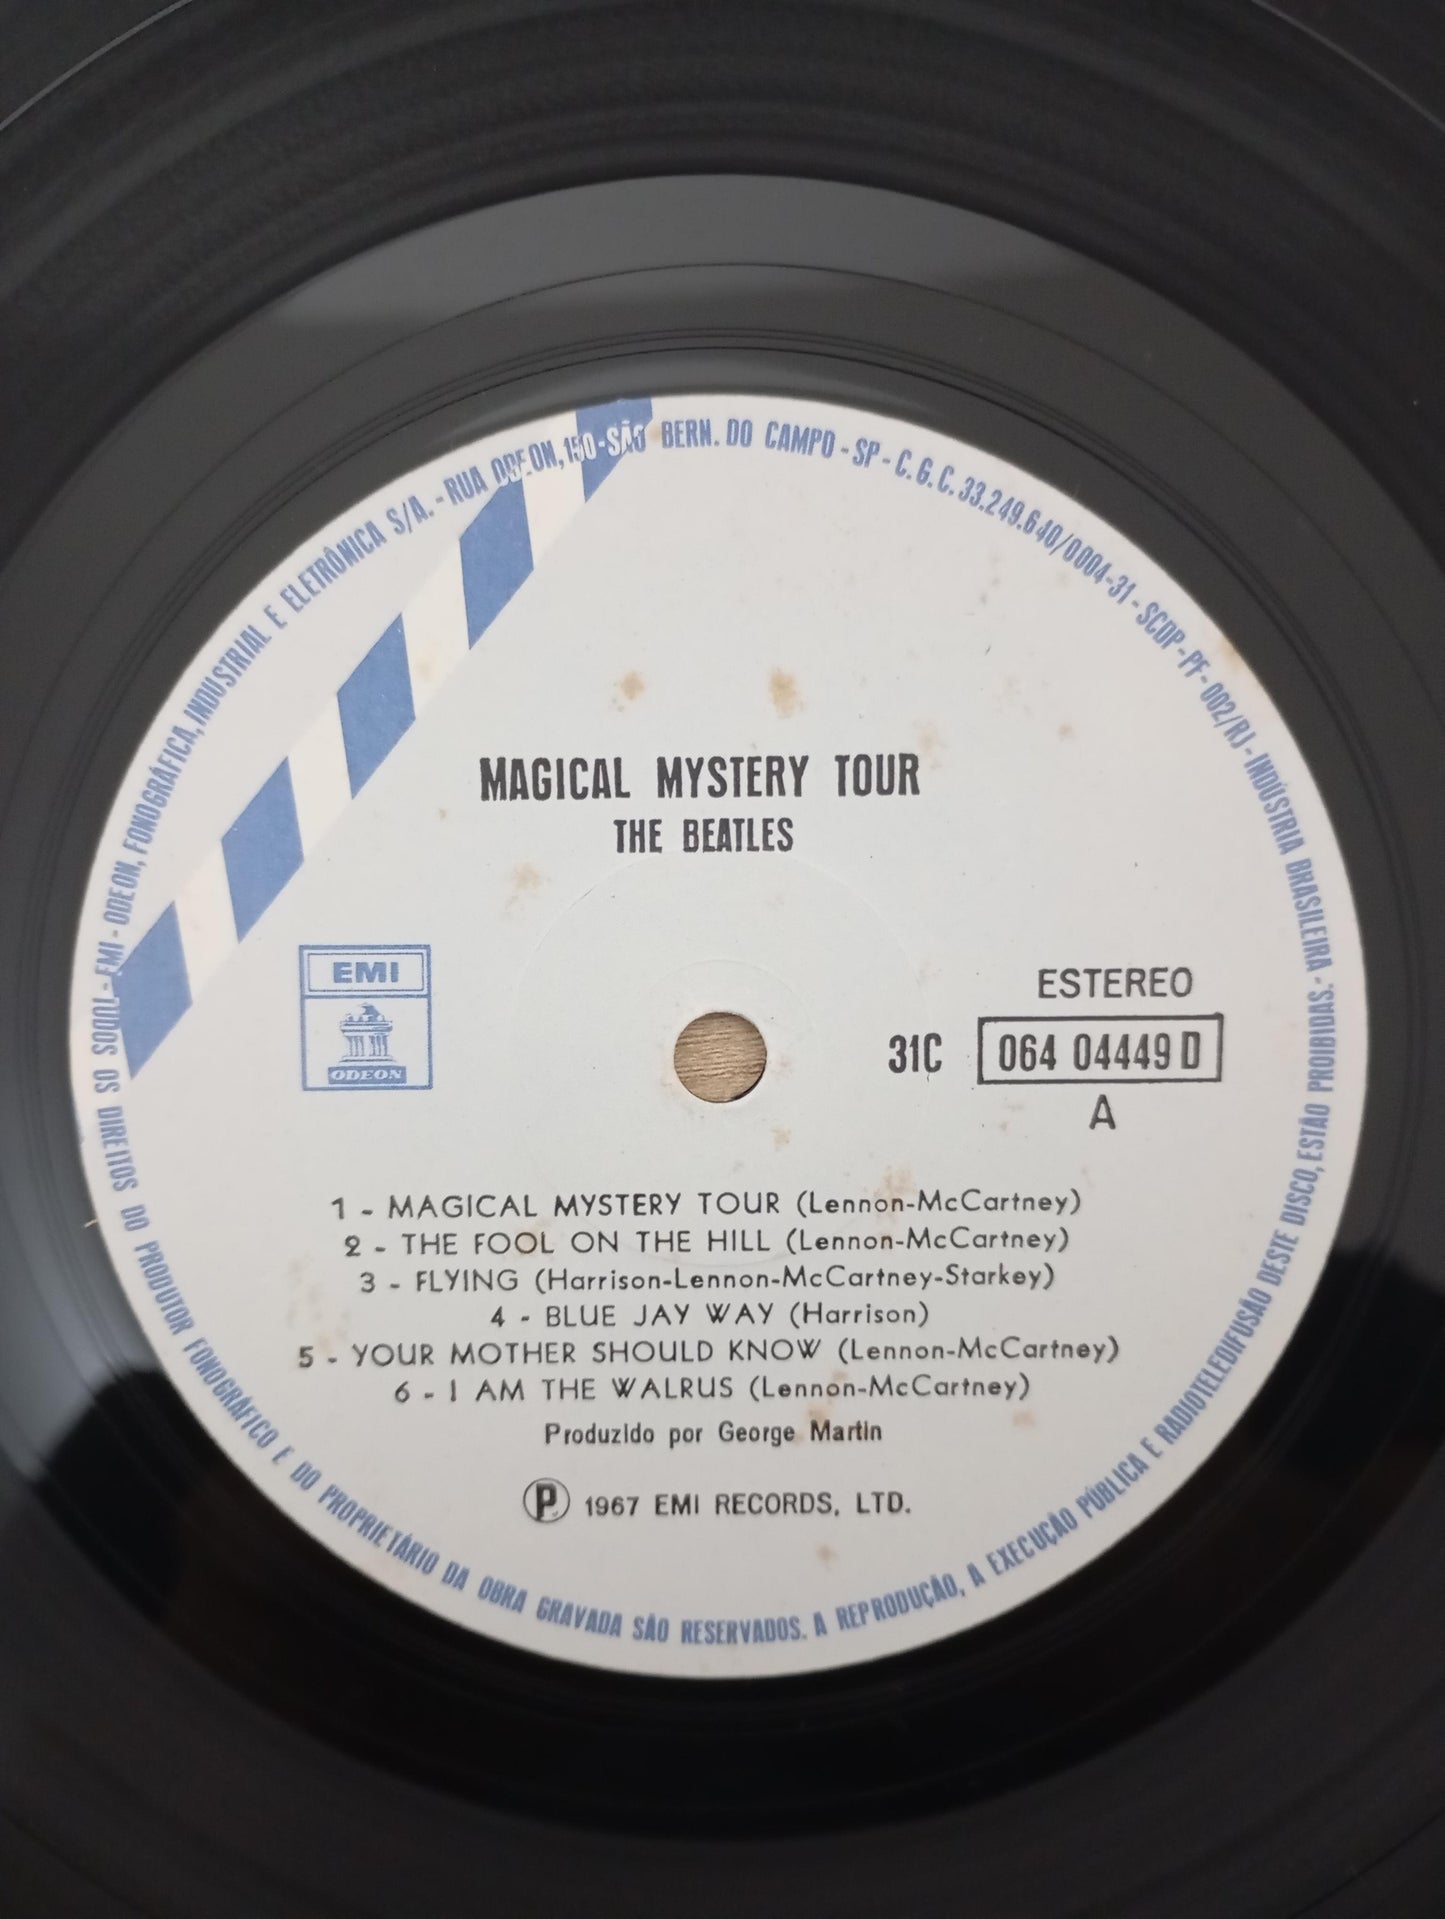 TODOS OS DIREITOS DO PRODUTOR FONOGRÁFICO E DO PROPRIETÁRIO DA OBRA GRAVADA SÃO RESERVADOS. A REPRODUÇÃO, A EXECUÇÃO PÚBLICA E RADIOTELEDIFUSÃO DESTE DISCO, ESTÃO PROIBIDAS.
EMI - ODEON, FONOGRÁFICA, INDUSTRIAL E ELETRÔNICA S/A. - RUA ODEON, 150 - SÃO BERN. DO CAMPO - SP - C.G.C. 33.249.640/0004-31 - SCDP - PF - 002/RJ - INDÚSTRIA BRASILEIRA
MAGICAL MYSTERY TOUR
THE BEATLES
EMI
ODEON
ESTEREO
31C 064 04449 D
A
1 - MAGICAL MYSTERY TOUR (Lennon-McCartney)
2 - THE FOOL ON THE HILL (Lennon-McCartney)
3 - FLYING (Harrison-Lennon-McCartney-Starkey)
4 - BLUE JAY WAY (Harrison)
5 - YOUR MOTHER SHOULD KNOW (Lennon-McCartney)
6 - I AM THE WALRUS (Lennon-McCartney)
Produzido por George Martin
Ⓟ 1967 EMI RECORDS, LTD.